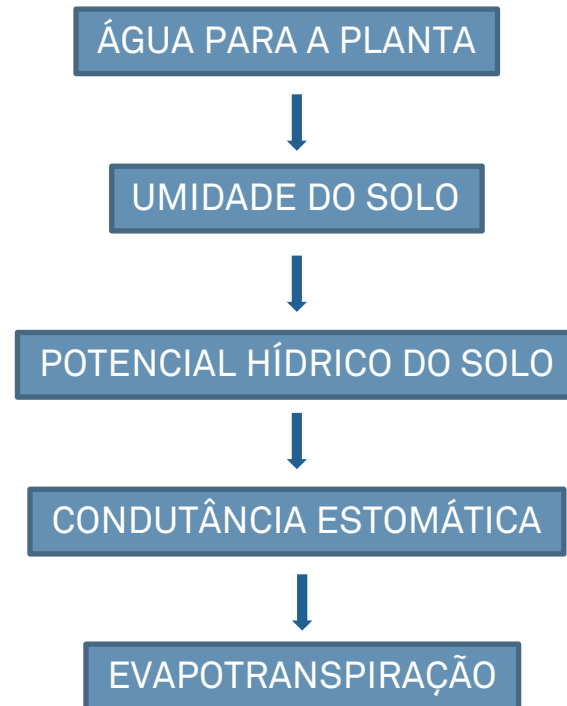 ÁGUA PARA A PLANTA
UMIDADE DO SOLO
POTENCIAL HÍDRICO DO SOLO
CONDUTÂNCIA ESTOMÁTICA
EVAPOTRANSPIRAÇÃO